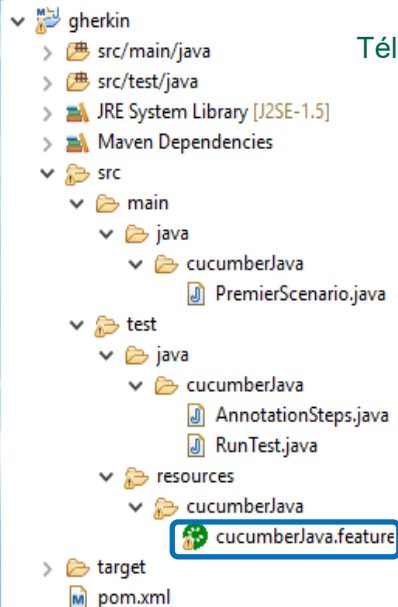 gherkin
Tél
src/main/java
src/test/java
JRE System Library [J2SE-1.5]
Maven Dependencies
src
main
java
cucumberJava
PremierScenario.java
test
java
cucumberJava
AnnotationSteps.java
RunTest.java
resources
cucumberJava
cucumberJava.feature
target
pom.xml